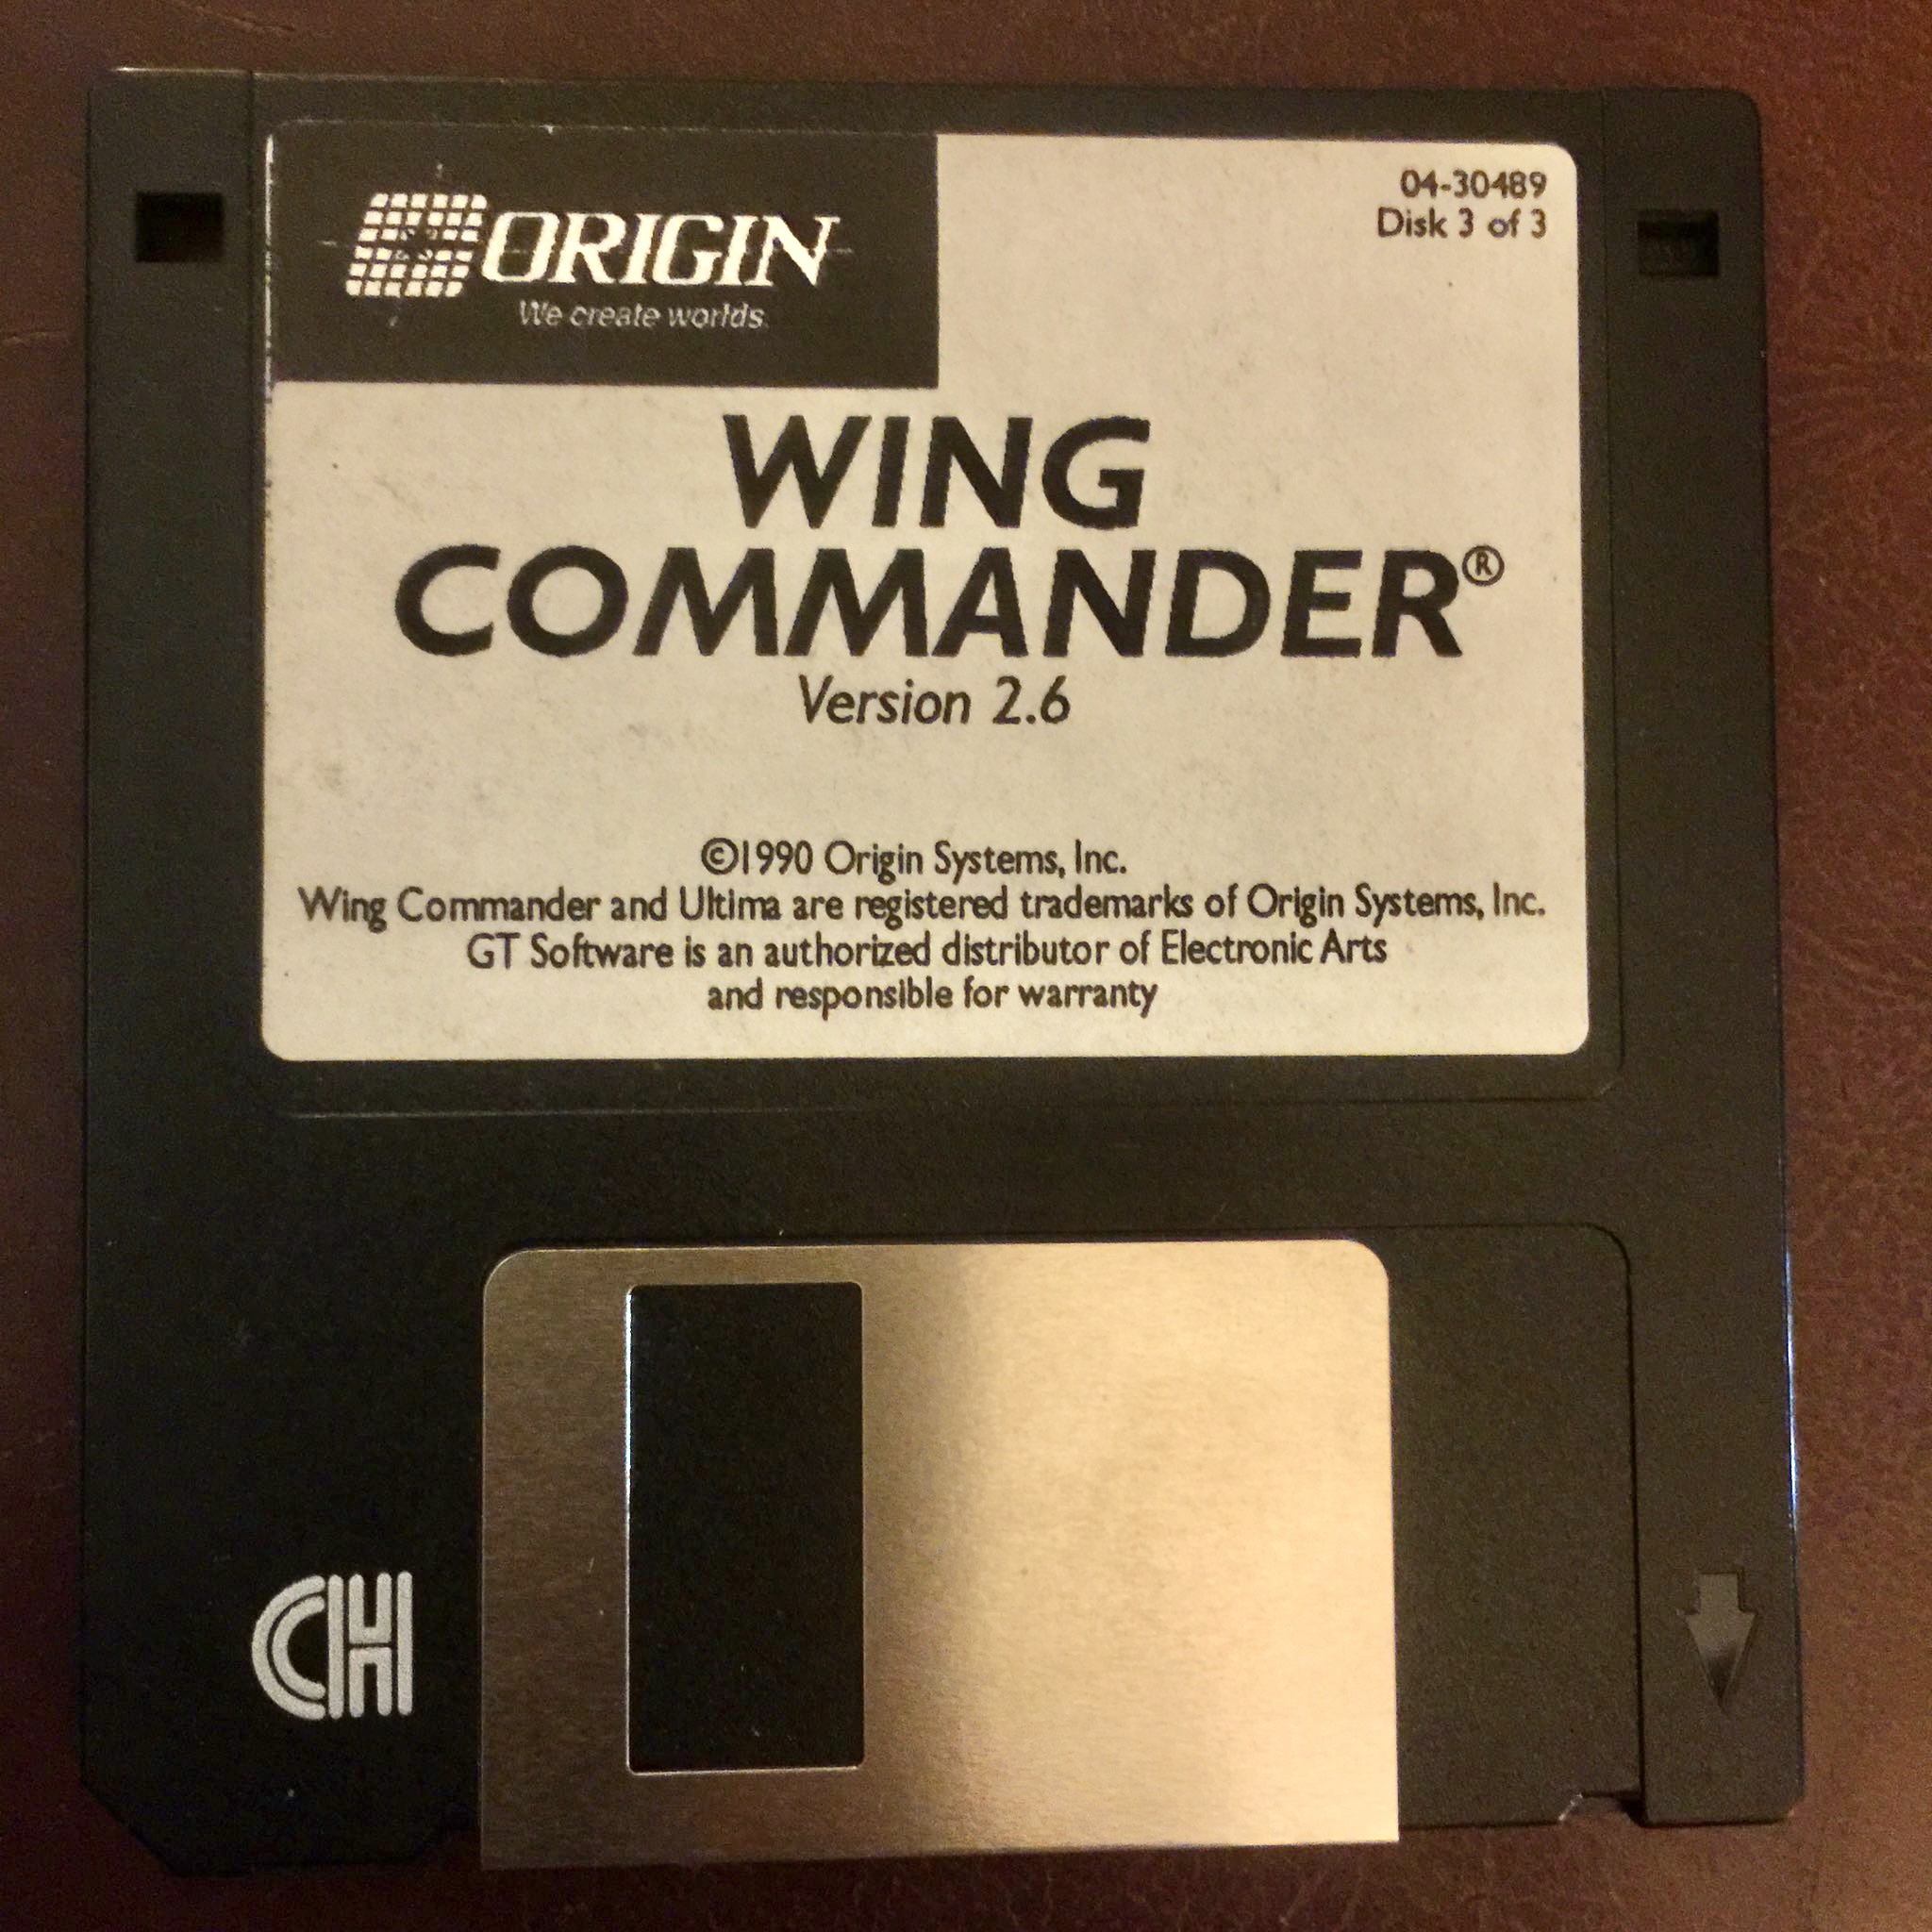 ORIGIN
We create worlds.
04-30489
Disk 3 of 3
WING
COMMANDER®
Version 2.6
©1990 Origin Systems, Inc.
Wing Commander and Ultima are registered trademarks of Origin Systems, Inc.
GT Software is an authorized distributor of Electronic Arts
and responsible for warranty
CH